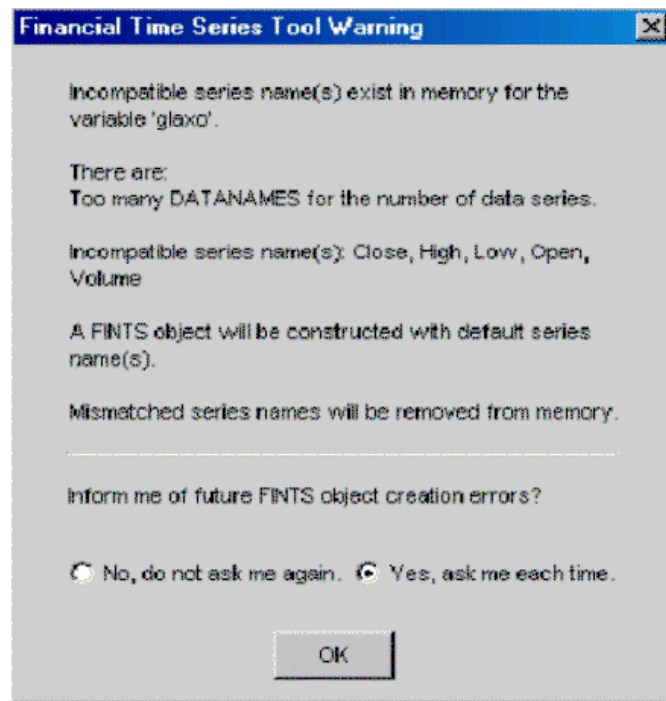 Financial Time Series Tool Warning
Incompatible series name(s) exist in memory for the
variable 'glaxo'.
There are:
Too many DATANAMES for the number of data series.
Incompatible series name(s): Close, High, Low, Open,
Volume
A FINTS object will be constructed with default series
name(s).
Mismatched series names will be removed from memory.
Inform me of future FINTS object creation errors?
No, do not ask me again. Yes, ask me each time.
OK